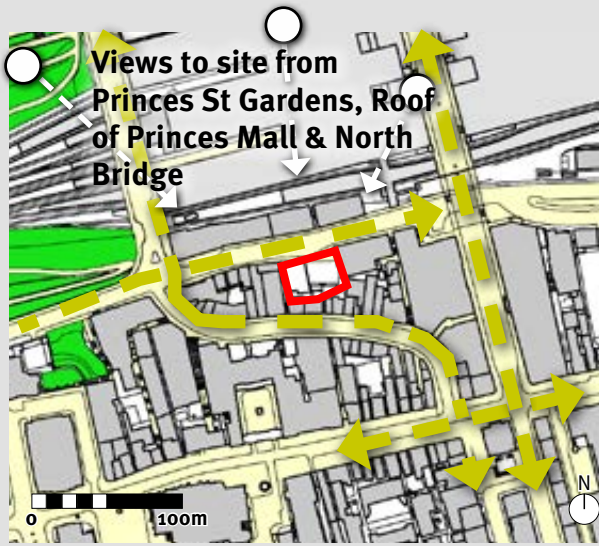 Views to site from
Princes St Gardens, Roof
of Princes Mall & North
Bridge
N
0 100m